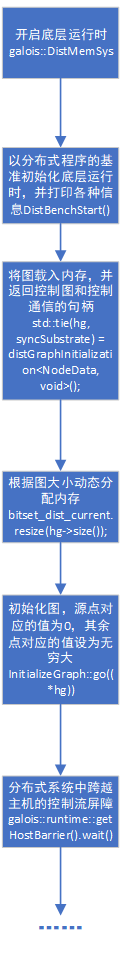 开启底层运行时
galois::DistMemSys
以分布式程序的基
准初始化底层运行
时，并打印各种信
息DistBenchStart()
将图载入内存，并
返回控制图和控制
通信的句柄
std::tie(hg,
syncSubstrate) =
distGraphInitializati
on<NodeData,
void>();
根据图大小动态分
配内存
bitset_dist_current.
resize(hg->size());
初始化图，源点对
应的值为0，其余
点对应的值设为无
穷大
InitializeGraph::go((
*hg))
分布式系统中跨越
主机的控制流屏障
galois::runtime::get
HostBarrier().wait()
……